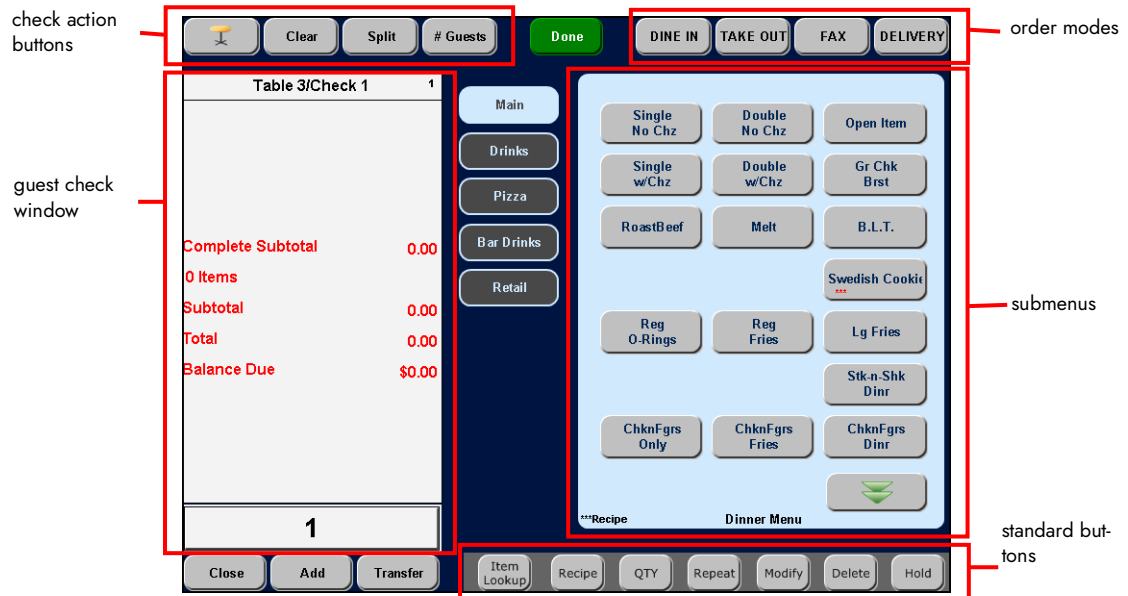 check action
buttons
Clear
Split
# Guests
Done
DINE IN
TAKE OUT
FAX
DELIVERY
order modes
guest check
window
Table 3/Check 1 1
Complete Subtotal 0.00
0 Items
Subtotal 0.00
Total 0.00
Balance Due $0.00
1
Main
Drinks
Pizza
Bar Drinks
Retail
Single
No Chz
Double
No Chz
Open Item
Single
w/Chz
Double
w/Chz
Gr Chk
Brst
RoastBeef
Melt
B.L.T.
Swedish Cookie
***
Reg
O-Rings
Reg
Fries
Lg Fries
Stk-n-Shk
Dinr
ChknFgrs
Only
ChknFgrs
Fries
ChknFgrs
Dinr
***Recipe
Dinner Menu
submenus
standard but-
tons
Close
Add
Transfer
Item
Lookup
Recipe
QTY
Repeat
Modify
Delete
Hold